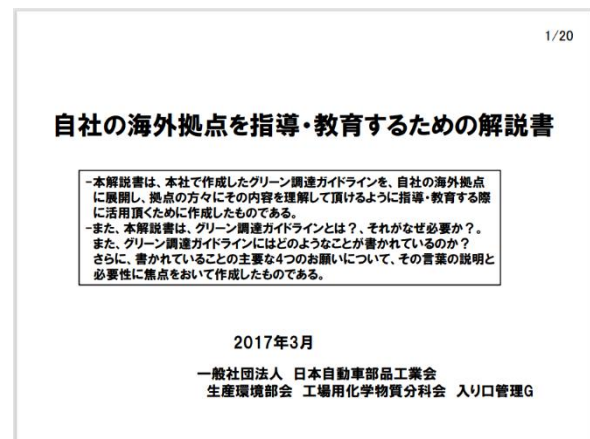 1/20
自社の海外拠点を指導・教育するための解説書
-本解説書は、本社で作成したグリーン調達ガイドラインを、自社の海外拠点
に展開し、拠点の方々にその内容を理解して頂けるように指導・教育する際
に活用頂くために作成したものである。
-また、本解説書は、グリーン調達ガイドラインとは?、それがなぜ必要か?。
また、グリーン調達ガイドラインにはどのようなことが書かれているのか?
さらに、書かれていることの主要な4つのお願いについて、その言葉の説明と
必要性に焦点をおいて作成したものである。
2017年3月
一般社団法人 日本自動車部品工業会
生産環境部会 工場用化学物質分科会 入り口管理G